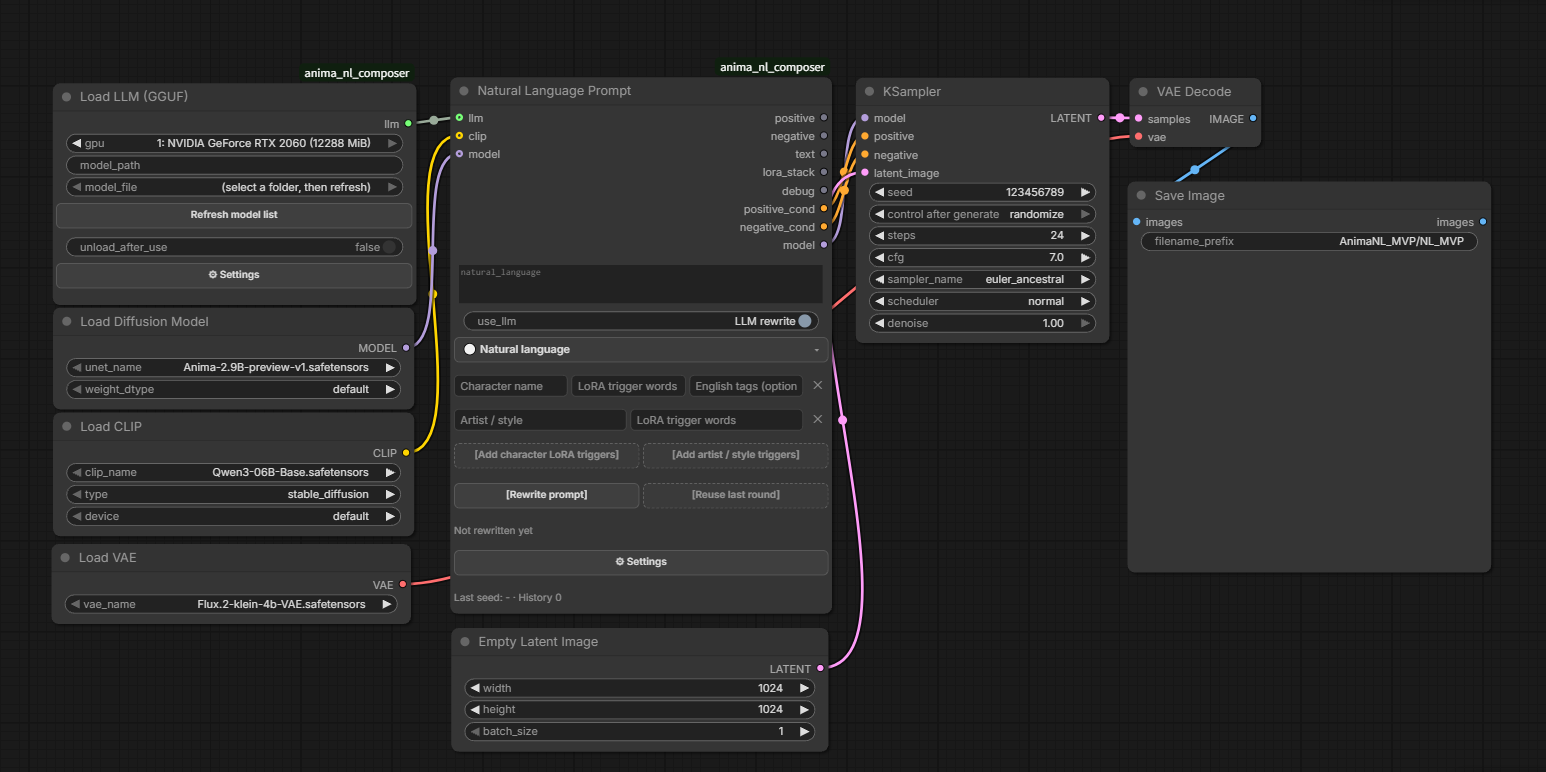 anima_nl_composer
Load LLM (GGUF)
llm
gpu 1: NVIDIA GeForce RTX 2060 (12288 MiB)
model_path
model_file (select a folder, then refresh)
Refresh model list
unload_after_use false
⚙ Settings
Load Diffusion Model
MODEL
unet_name Anima-2.9B-preview-v1.safetensors
weight_dtype default
Load CLIP
CLIP
clip_name Qwen3-06B-Base.safetensors
type stable_diffusion
device default
Load VAE
VAE
vae_name Flux.2-klein-4b-VAE.safetensors
anima_nl_composer
Natural Language Prompt
llm positive
clip negative
model text
lora_stack
debug
positive_cond
negative_cond
model
natural_language
use_llm LLM rewrite
Natural language
Character name LoRA trigger words English tags (option
Artist / style LoRA trigger words
[Add character LoRA triggers] [Add artist / style triggers]
[Rewrite prompt] [Reuse last round]
Not rewritten yet
⚙ Settings
Last seed: - · History 0
Empty Latent Image
LATENT
width 1024
height 1024
batch_size 1
KSampler
model LATENT
positive
negative
latent_image
seed 123456789
control after generate randomize
steps 24
cfg 7.0
sampler_name euler_ancestral
scheduler normal
denoise 1.00
VAE Decode
samples IMAGE
vae
Save Image
images images
filename_prefix AnimaNL_MVP/NL_MVP